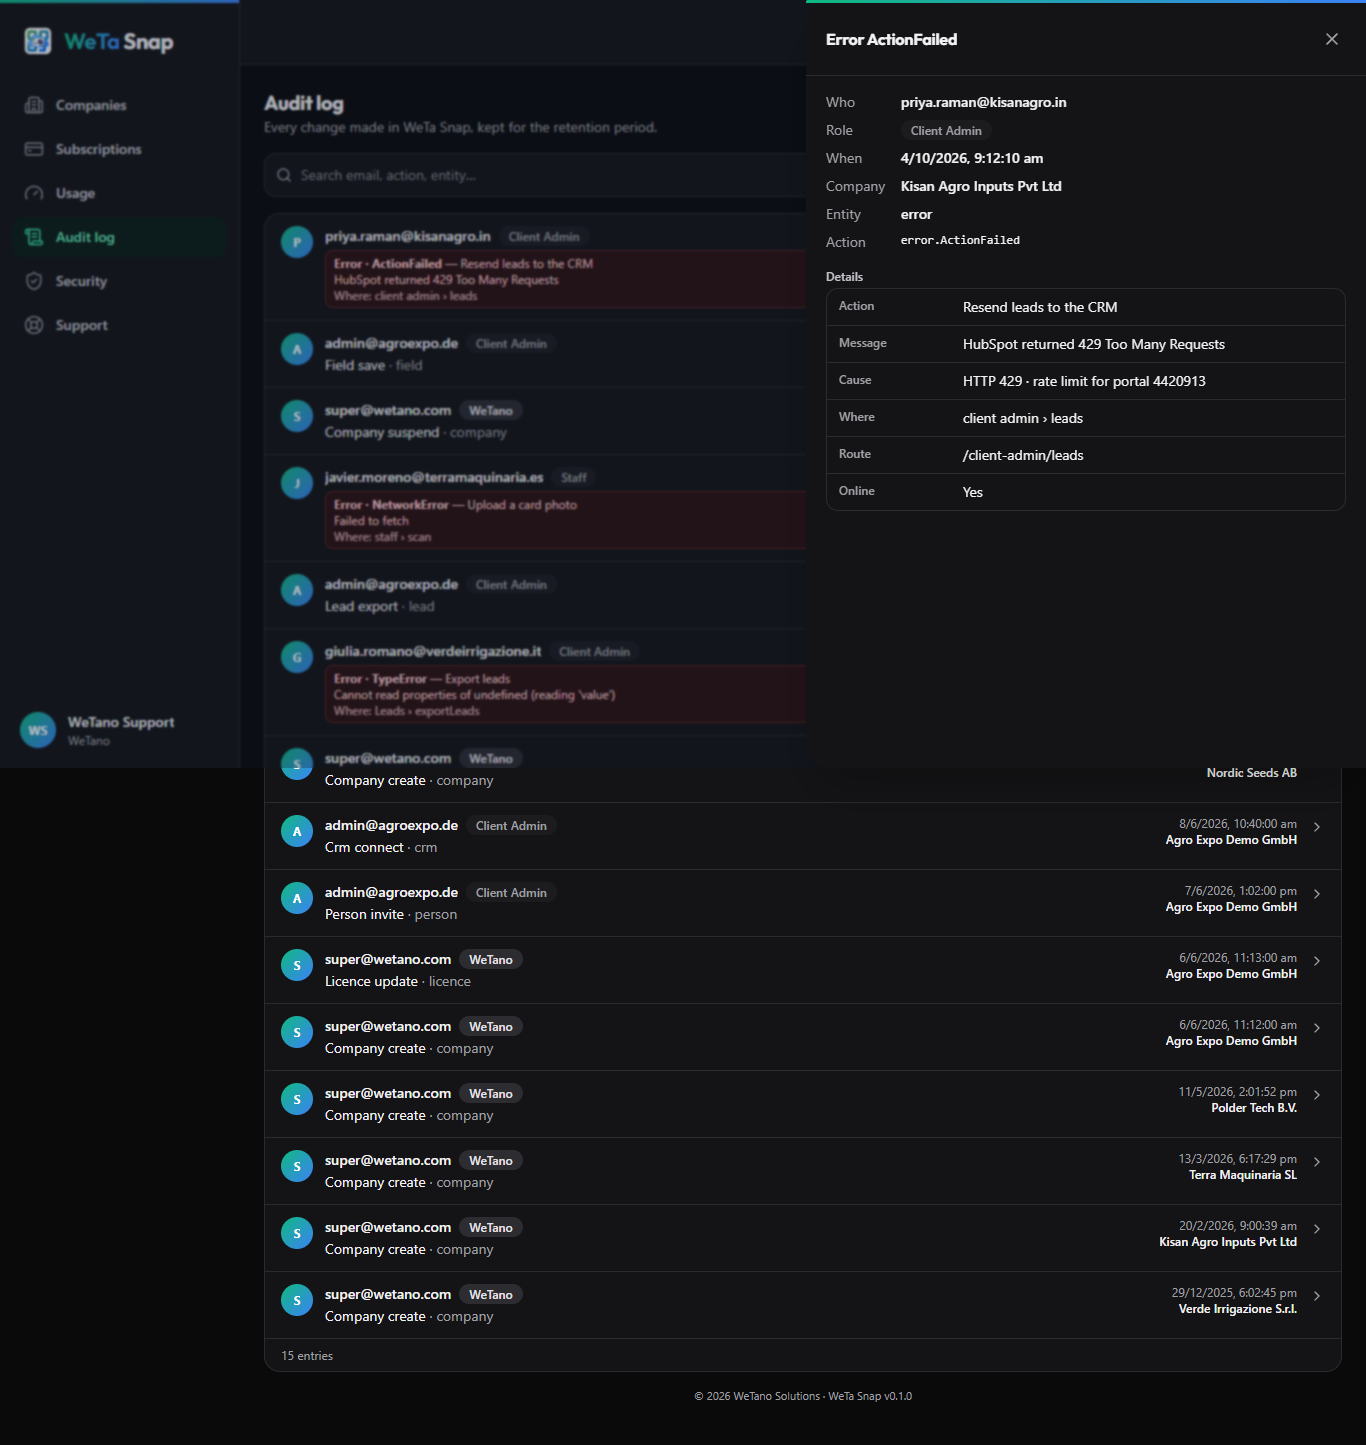 WeTa Snap
Companies
Subscriptions
Usage
Audit log
Security
Support
WS
WeTano Support
WeTano
Audit log
Every change made in WeTa Snap, kept for the retention period.
Search email, action, entity...
P
priya.raman@kisanagro.in Client Admin
Error · ActionFailed — Resend leads to the CRM
HubSpot returned 429 Too Many Requests
Where: client admin › leads
A
admin@agroexpo.de Client Admin
Field save · field
S
super@wetano.com WeTano
Company suspend · company
J
javier.moreno@terramaquinaria.es Staff
Error · NetworkError — Upload a card photo
Failed to fetch
Where: staff › scan
A
admin@agroexpo.de Client Admin
Lead export · lead
G
giulia.romano@verdeirrigazione.it Client Admin
Error · TypeError — Export leads
Cannot read properties of undefined (reading 'value')
Where: Leads › exportLeads
S
super@wetano.com WeTano
Company create · company
Nordic Seeds AB
A
admin@agroexpo.de Client Admin
Crm connect · crm
8/6/2026, 10:40:00 am
Agro Expo Demo GmbH
A
admin@agroexpo.de Client Admin
Person invite · person
7/6/2026, 1:02:00 pm
Agro Expo Demo GmbH
S
super@wetano.com WeTano
Licence update · licence
6/6/2026, 11:13:00 am
Agro Expo Demo GmbH
S
super@wetano.com WeTano
Company create · company
6/6/2026, 11:12:00 am
Agro Expo Demo GmbH
S
super@wetano.com WeTano
Company create · company
11/5/2026, 2:01:52 pm
Polder Tech B.V.
S
super@wetano.com WeTano
Company create · company
13/3/2026, 6:17:29 pm
Terra Maquinaria SL
S
super@wetano.com WeTano
Company create · company
20/2/2026, 9:00:39 am
Kisan Agro Inputs Pvt Ltd
S
super@wetano.com WeTano
Company create · company
29/12/2025, 6:02:45 pm
Verde Irrigazione S.r.l.
15 entries
© 2026 WeTano Solutions · WeTa Snap v0.1.0
Error ActionFailed
Who priya.raman@kisanagro.in
Role Client Admin
When 4/10/2026, 9:12:10 am
Company Kisan Agro Inputs Pvt Ltd
Entity error
Action error.ActionFailed
Details
Action Resend leads to the CRM
Message HubSpot returned 429 Too Many Requests
Cause HTTP 429 · rate limit for portal 4420913
Where client admin › leads
Route /client-admin/leads
Online Yes